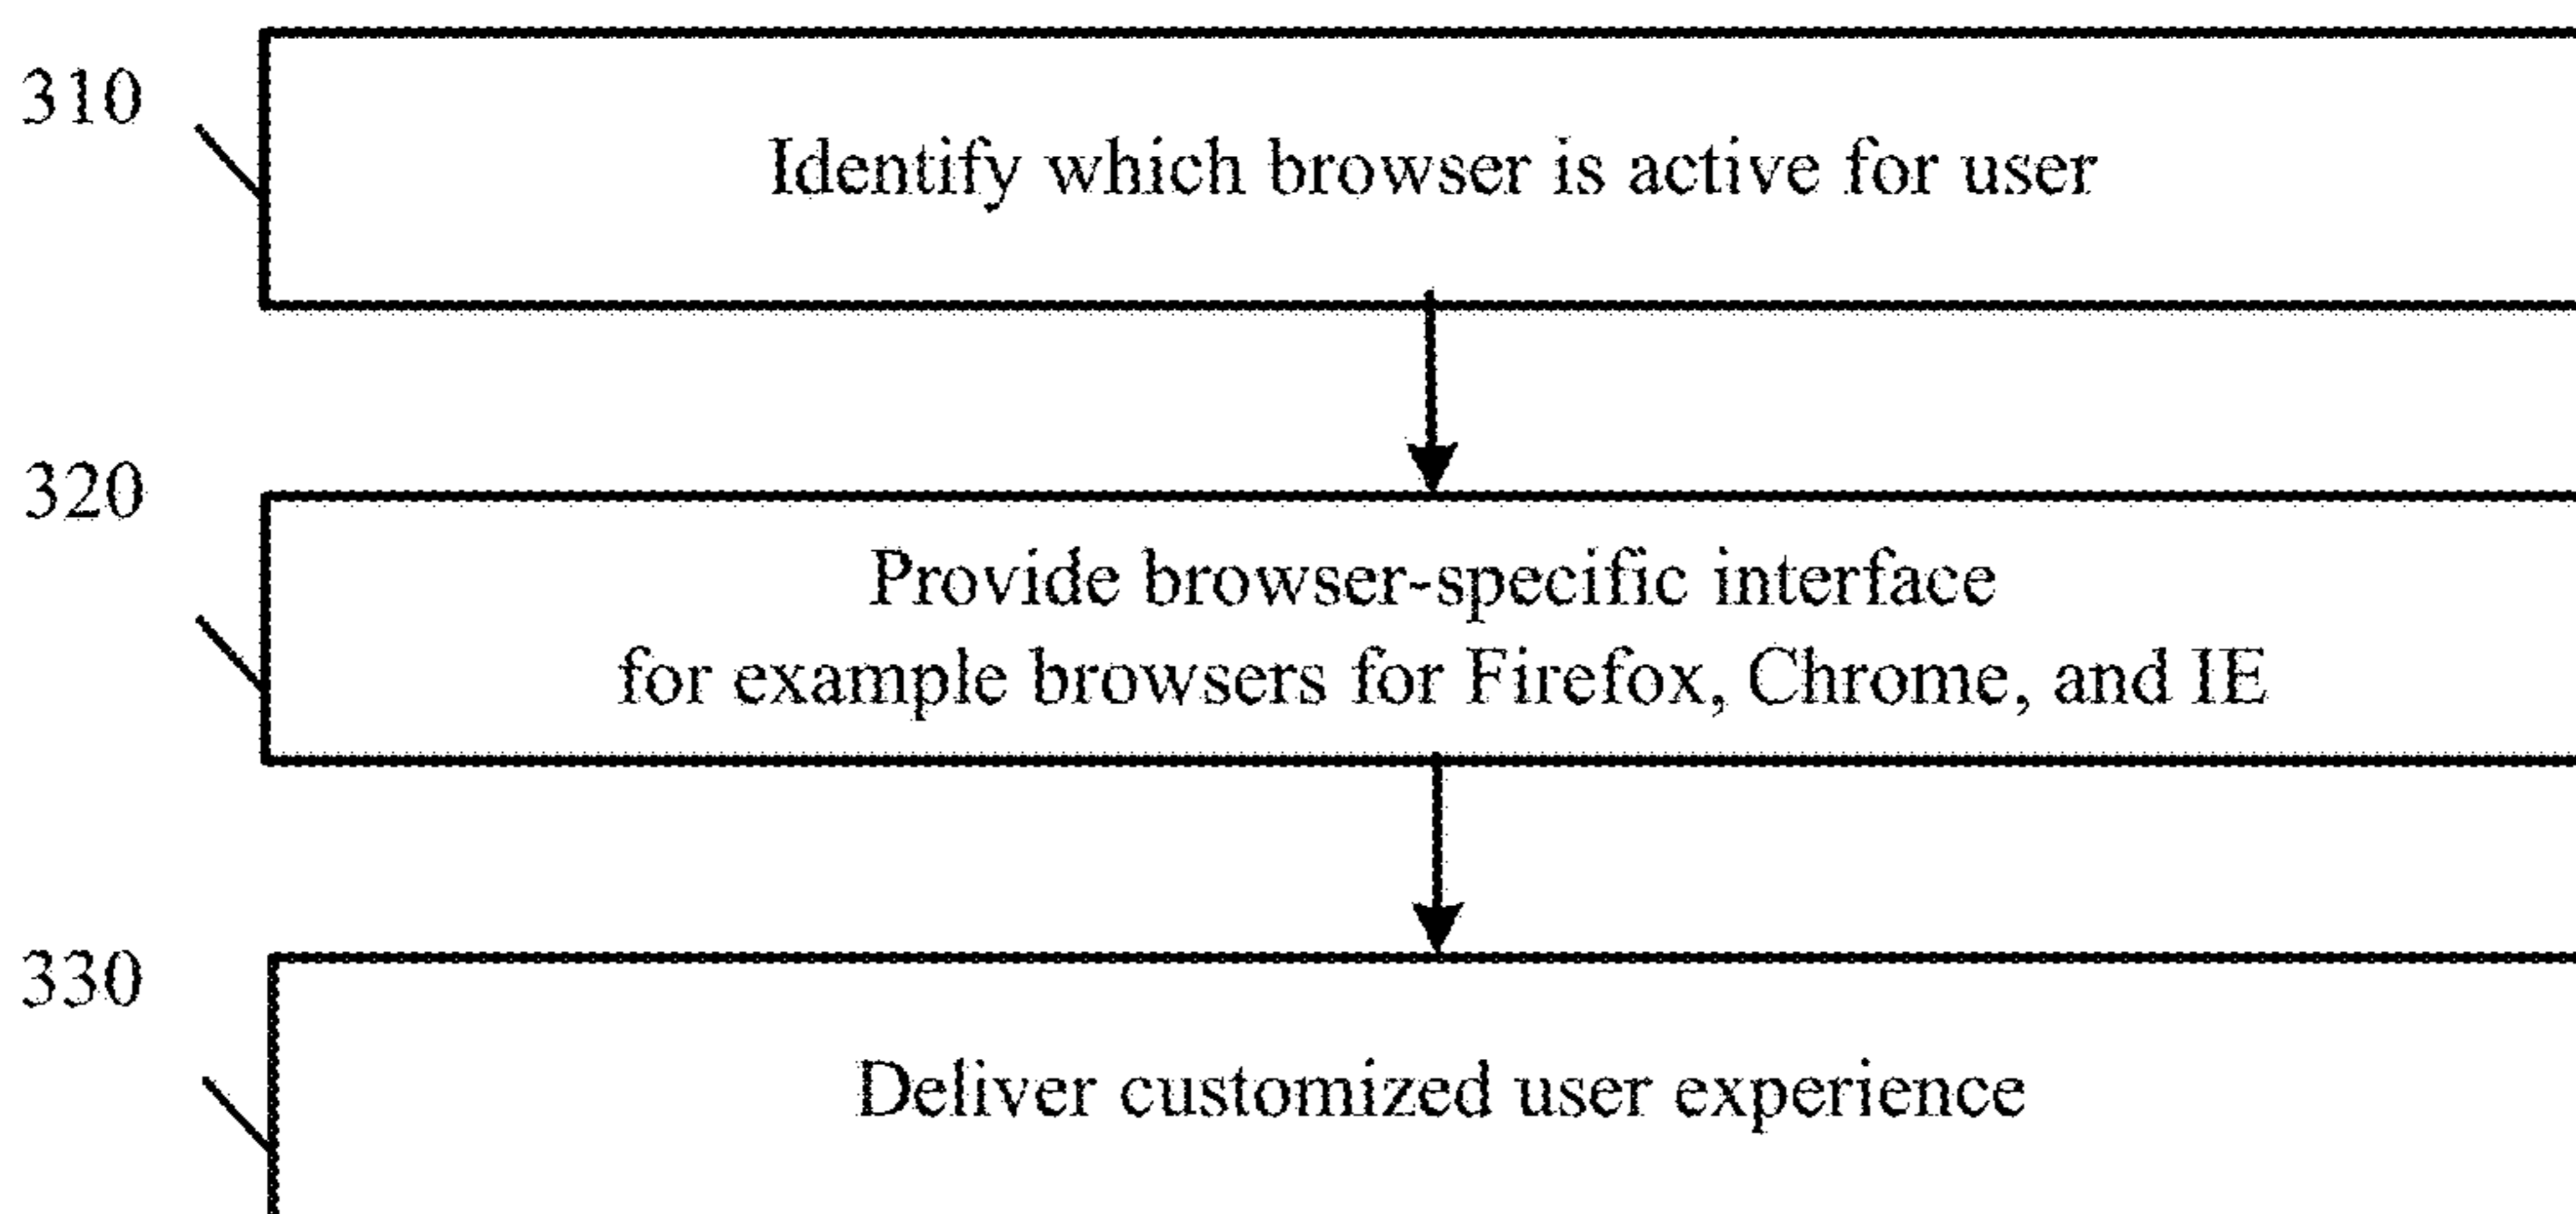 310
Identify which browser is active for user
320
Provide browser-specific interface
for example browsers for Firefox, Chrome, and IE
330
Deliver customized user experience